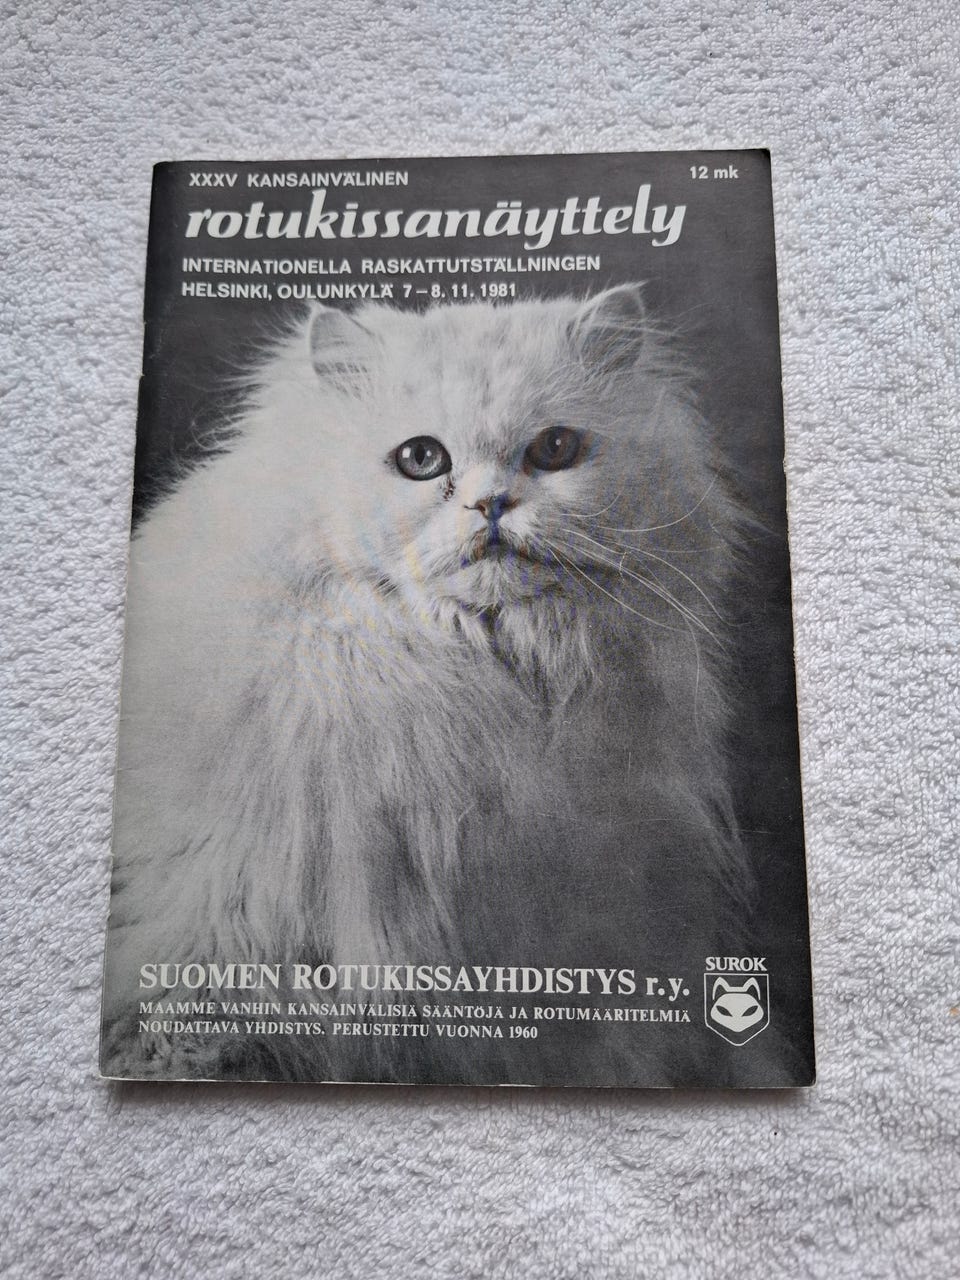 XXXV KANSAINVÄLINEN
12 mk
rotukissanäyttely
INTERNATIONELLA RASKATTUTSTÄLLNINGEN
HELSINKI, OULUNKYLÄ 7–8.11.1981
SUOMEN ROTUKISSAYHDISTYS r.y.
MAAMME VANHIN KANSAINVÄLISIÄ SÄÄNTÖJÄ JA ROTUMÄÄRITELMIÄ
NOUDATTAVA YHDISTYS. PERUSTETTU VUONNA 1960
SUROK